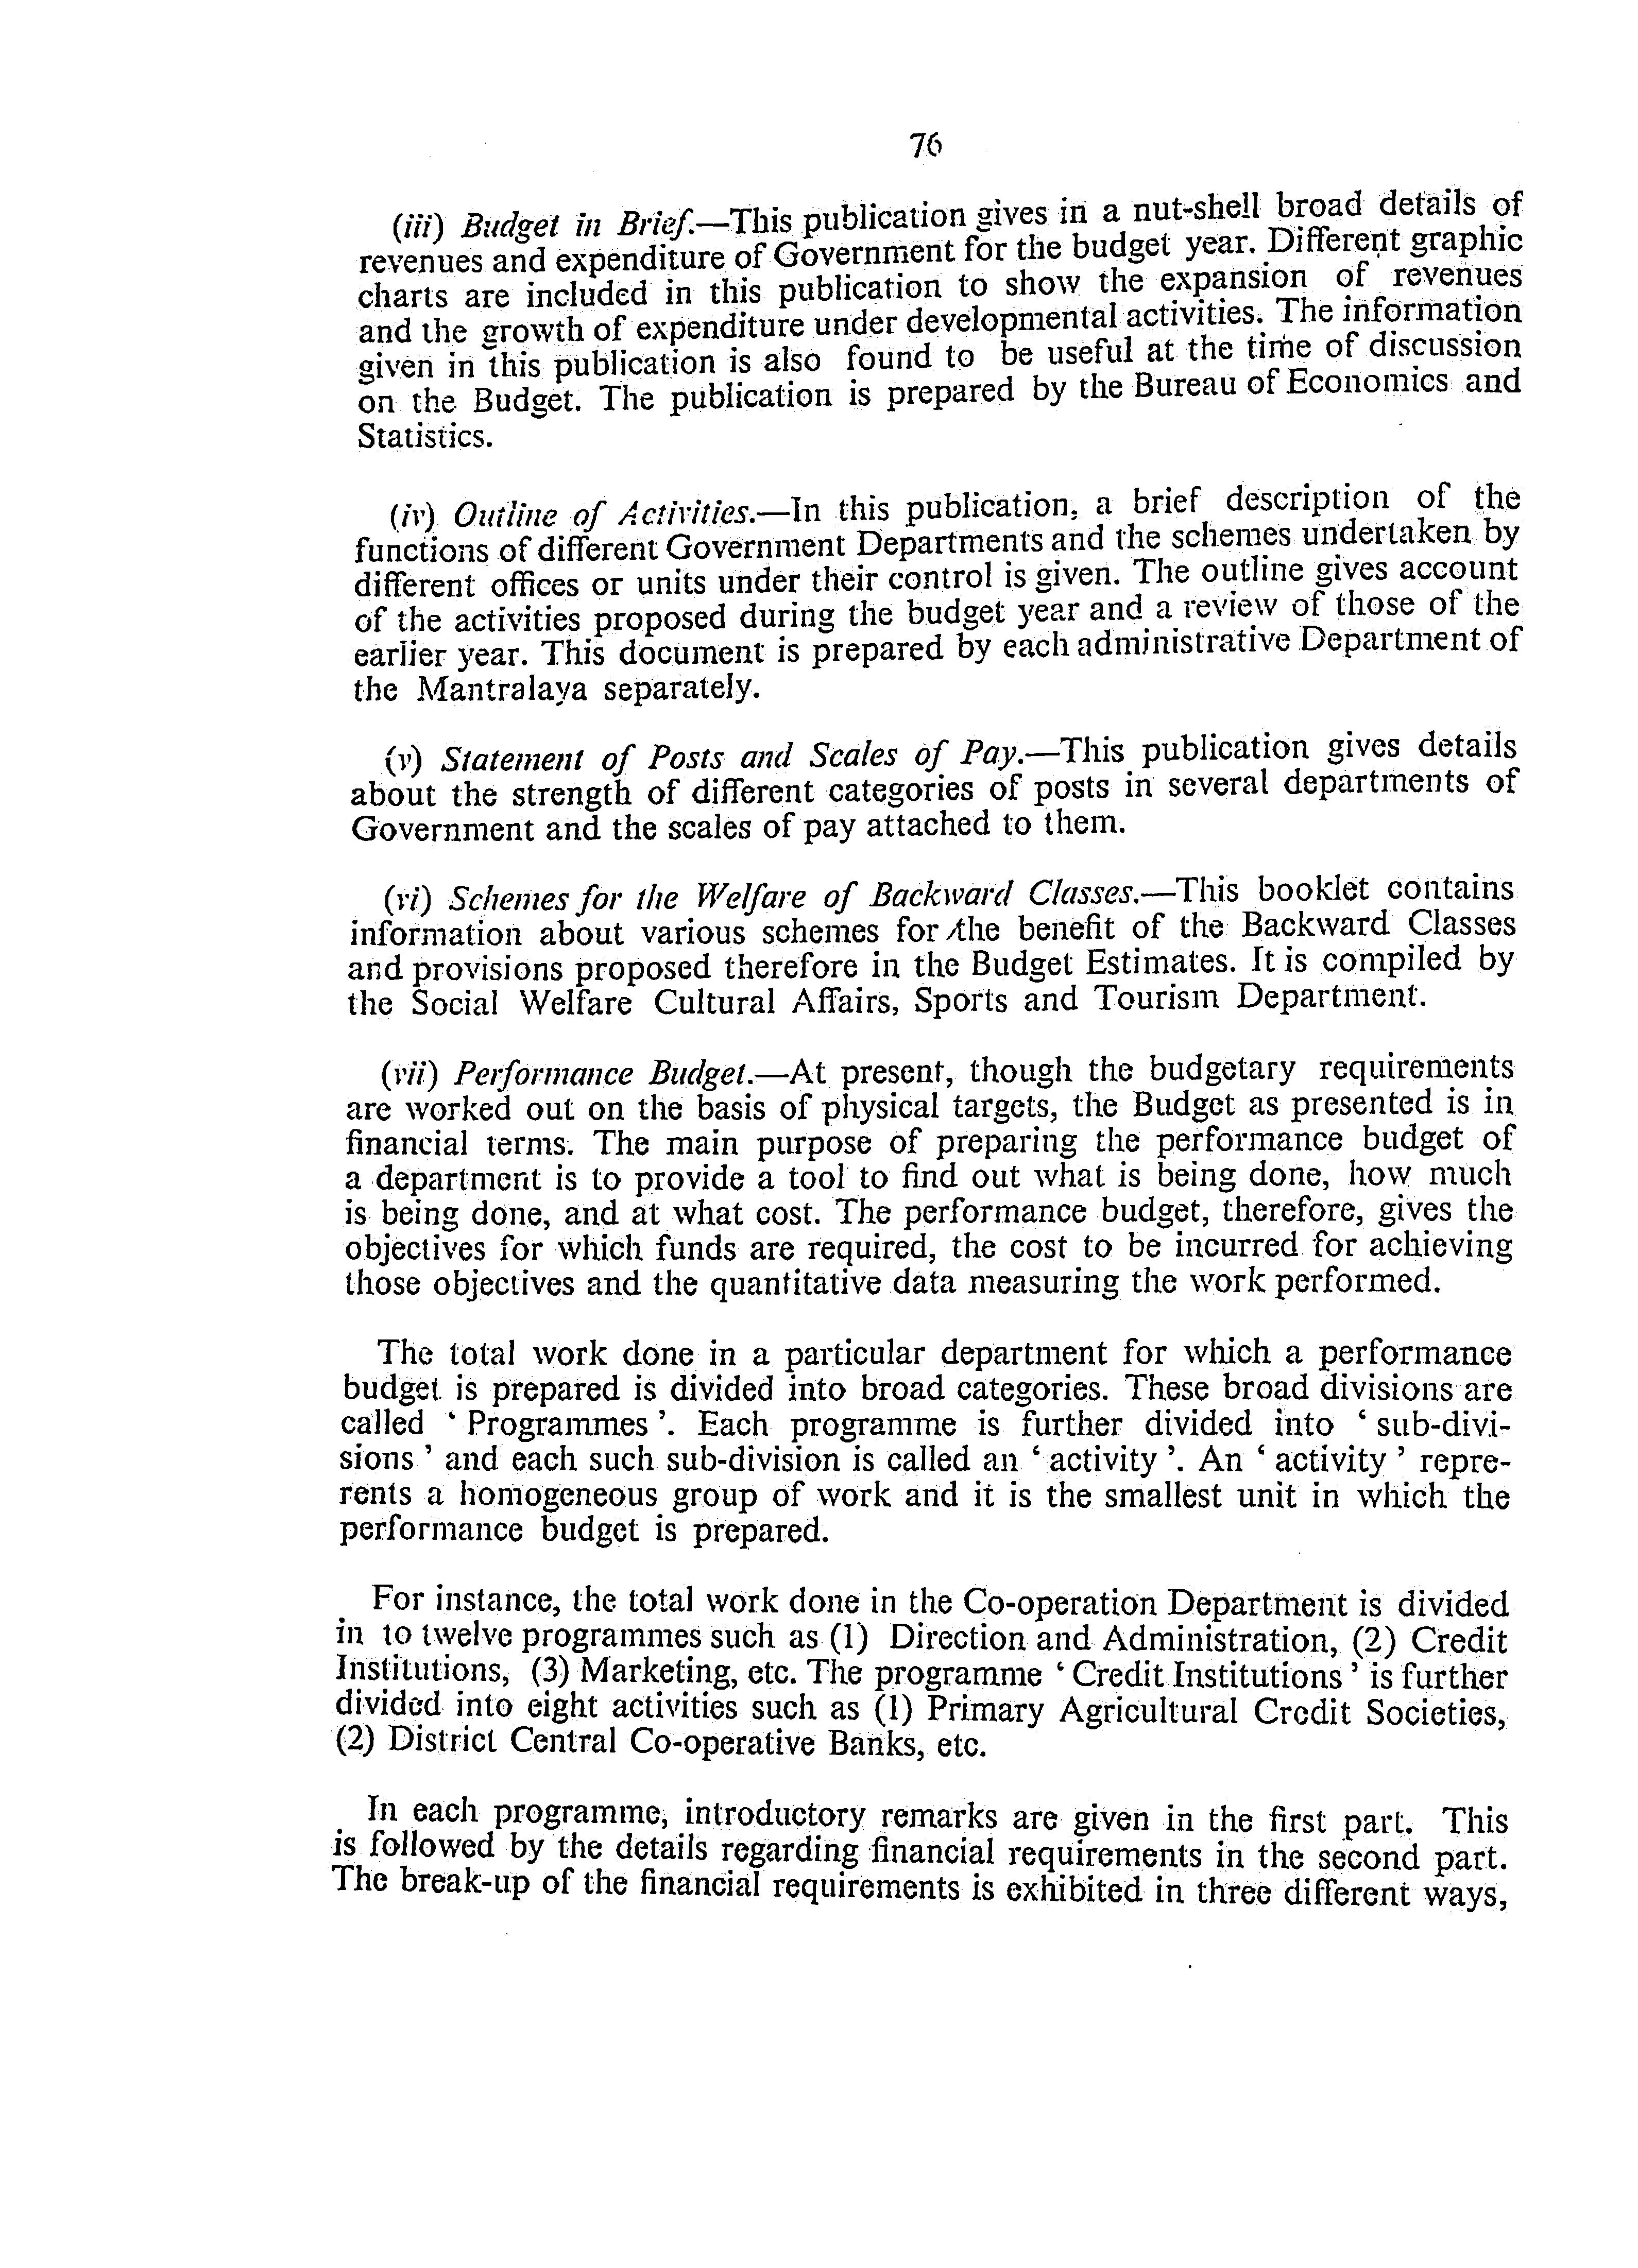 76
(iii) Budget in Brief.—This publication gives in a nut-shell broad details of
revenues and expenditure of Government for the budget year. Different graphic
charts are included in this publication to show the expansion of revenues
and the growth of expenditure under developmental activities. The information
given in this publication is also found to be useful at the time of discussion
on the Budget. The publication is prepared by the Bureau of Economics and
Statistics.
(iv) Outline of Activities.—In this publication, a brief description of the
functions of different Government Departments and the schemes undertaken by
different offices or units under their control is given. The outline gives account
of the activities proposed during the budget year and a review of those of the
earlier year. This document is prepared by each administrative Department of
the Mantralaya separately.
(v) Statement of Posts and Scales of Pay.—This publication gives details
about the strength of different categories of posts in several departments of
Government and the scales of pay attached to them.
(vi) Schemes for the Welfare of Backward Classes.—This booklet contains
information about various schemes for the benefit of the Backward Classes
and provisions proposed therefore in the Budget Estimates. It is compiled by
the Social Welfare Cultural Affairs, Sports and Tourism Department.
(vii) Performance Budget.—At present, though the budgetary requirements
are worked out on the basis of physical targets, the Budget as presented is in
financial terms. The main purpose of preparing the performance budget of
a department is to provide a tool to find out what is being done, how much
is being done, and at what cost. The performance budget, therefore, gives the
objectives for which funds are required, the cost to be incurred for achieving
those objectives and the quantitative data measuring the work performed.
The total work done in a particular department for which a performance
budget is prepared is divided into broad categories. These broad divisions are
called ‘ Programmes ’. Each programme is further divided into ‘ sub-divi-
sions ’ and each such sub-division is called an ‘ activity ’. An ‘ activity ’ repre-
rents a homogeneous group of work and it is the smallest unit in which the
performance budget is prepared.
For instance, the total work done in the Co-operation Department is divided
in to twelve programmes such as (1) Direction and Administration, (2) Credit
Institutions, (3) Marketing, etc. The programme ‘ Credit Institutions ’ is further
divided into eight activities such as (1) Primary Agricultural Credit Societies,
(2) District Central Co-operative Banks, etc.
In each programme, introductory remarks are given in the first part. This
is followed by the details regarding financial requirements in the second part.
The break-up of the financial requirements is exhibited in three different ways,